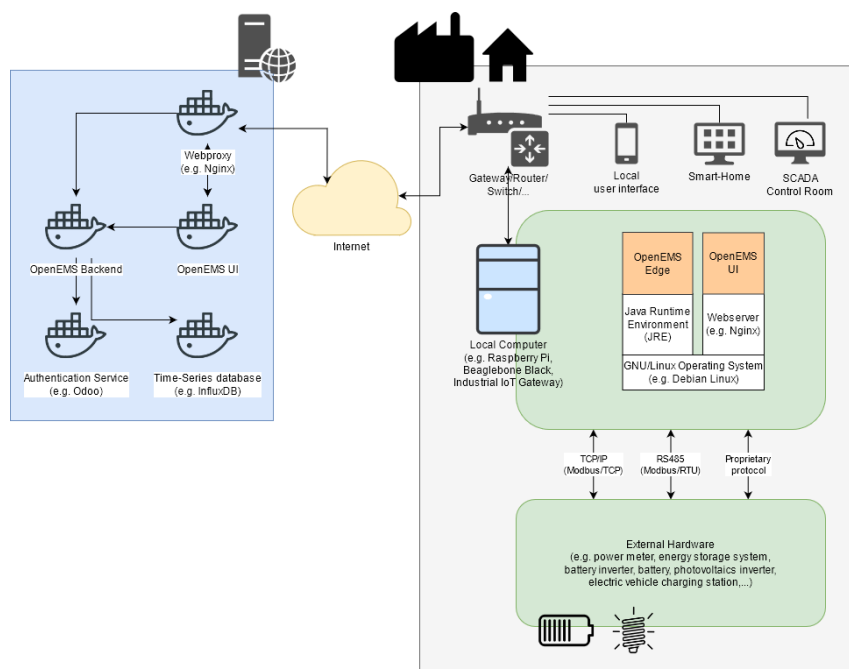 Webproxy
(e.g. Nginx)
OpenEMS Backend
OpenEMS UI
Authentication Service
(e.g. Odoo)
Time-Series database
(e.g. InfluxDB)
Internet
Gateway/Router/
Switch/...
Local
user interface
Smart-Home
SCADA
Control Room
Local Computer
(e.g. Raspberry Pi,
Beaglebone Black,
Industrial IoT Gateway)
OpenEMS
Edge
OpenEMS
UI
Java Runtime
Environment
(JRE)
Webserver
(e.g. Nginx)
GNU/Linux Operating System
(e.g. Debian Linux)
TCP/IP
(Modbus/TCP)
RS485
(Modbus/RTU)
Proprietary
protocol
External Hardware
(e.g. power meter, energy storage system,
battery inverter, battery, photovoltaics inverter,
electric vehicle charging station,...)